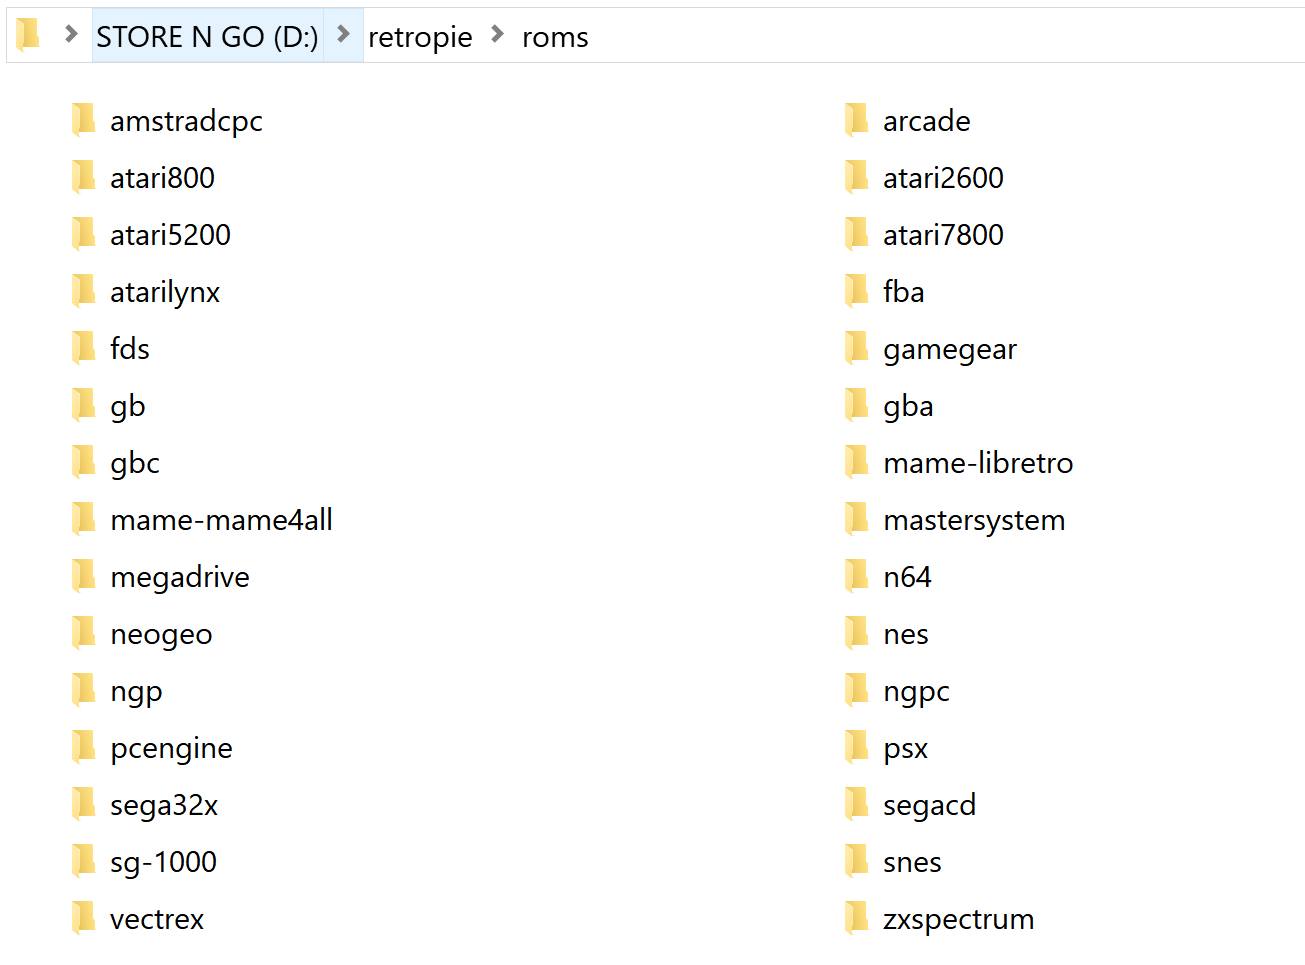 STORE N GO (D:) retropie roms
amstradcpc arcade
atari800 atari2600
atari5200 atari7800
atarilynx fba
fds gamegear
gb gba
gbc mame-libretro
mame-mame4all mastersystem
megadrive n64
neogeo nes
ngp ngpc
pcengine psx
sega32x segacd
sg-1000 snes
vectrex zxspectrum